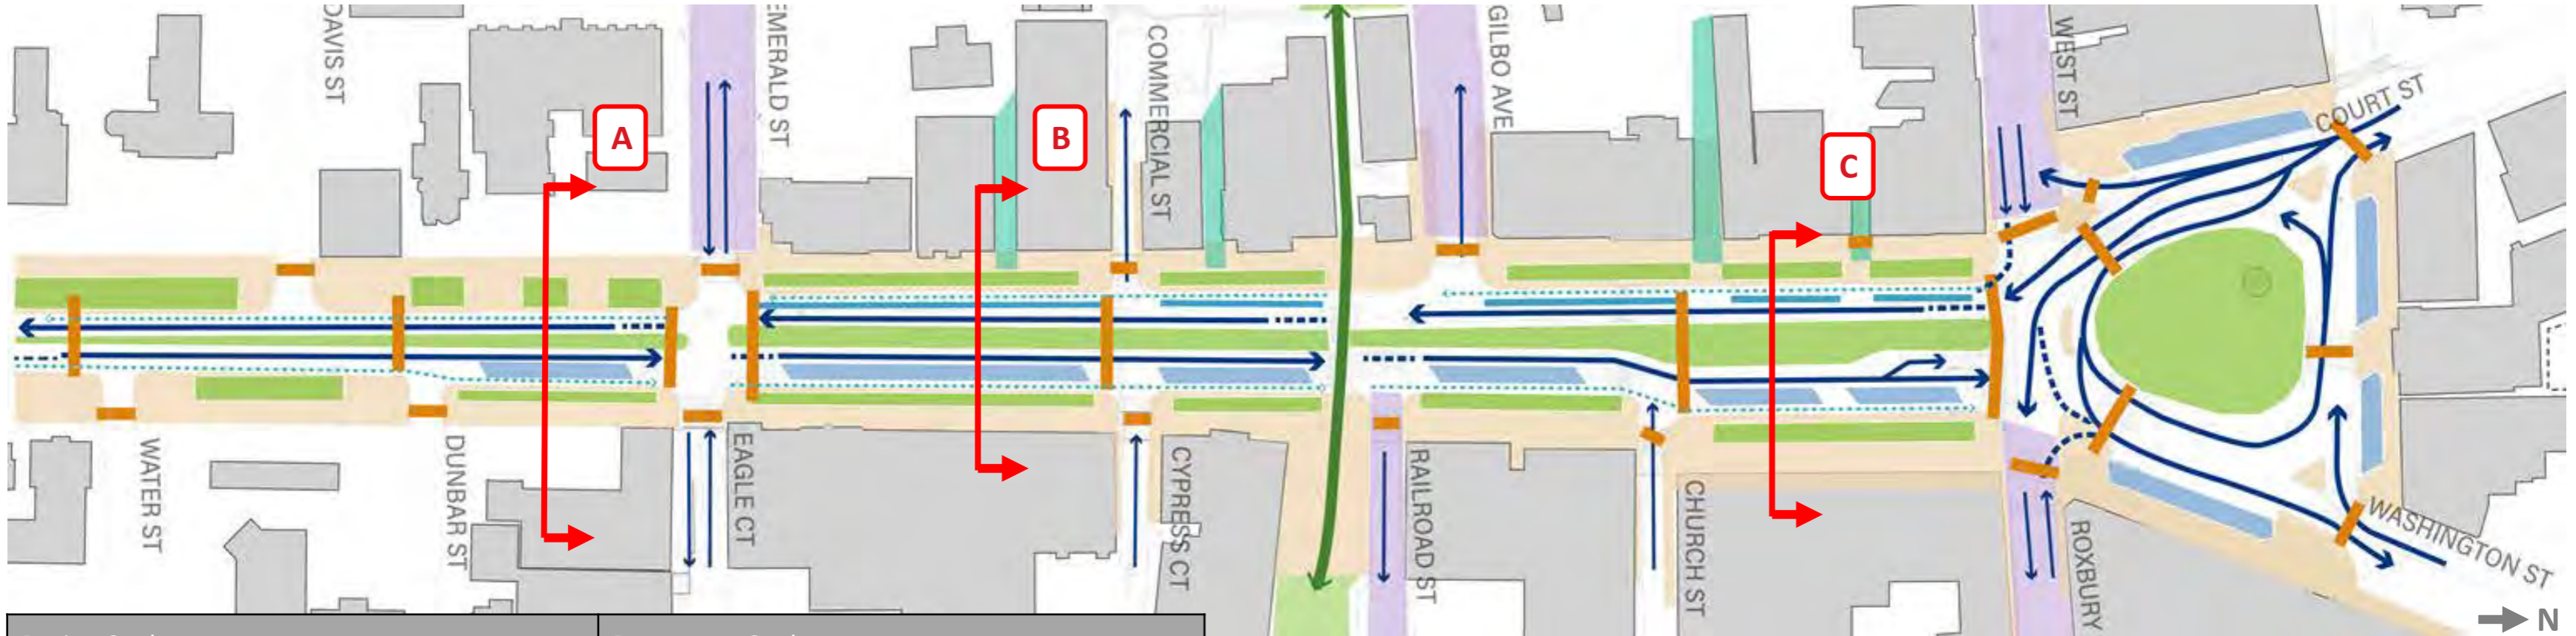 DAVIS ST
EMERALD ST
COMMERCIAL ST
GILBO AVE
WEST ST
COURT ST
A
B
C
WATER ST
DUNBAR ST
EAGLE CT
CYPRESS CT
RAILROAD ST
CHURCH ST
ROXBURY
WASHINGTON ST
N